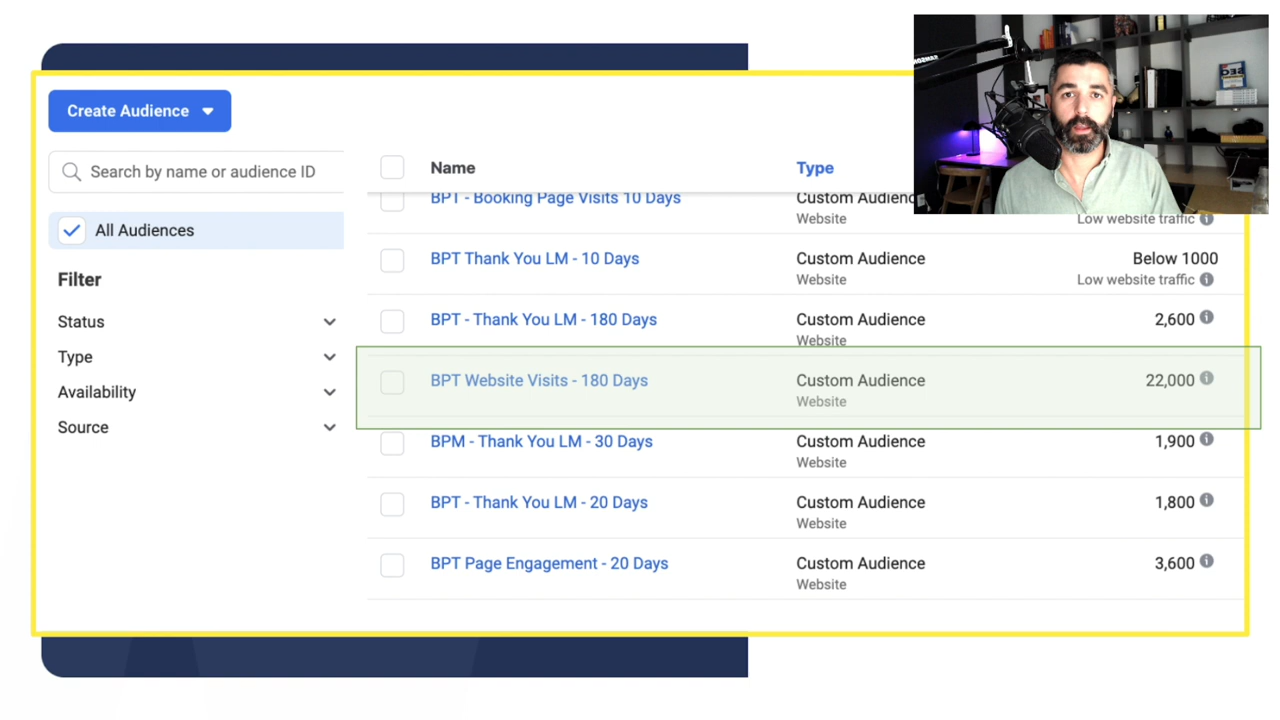 Create Audience
Search by name or audience ID
All Audiences
Filter
Status
Type
Availability
Source
Name Type
BPT - Booking Page Visits 10 Days Custom Audience
Website Low website traffic
BPT Thank You LM - 10 Days Custom Audience Below 1000
Website Low website traffic
BPT - Thank You LM - 180 Days Custom Audience 2,600
Website
BPT Website Visits - 180 Days Custom Audience 22,000
Website
BPM - Thank You LM - 30 Days Custom Audience 1,900
Website
BPT - Thank You LM - 20 Days Custom Audience 1,800
Website
BPT Page Engagement - 20 Days Custom Audience 3,600
Website